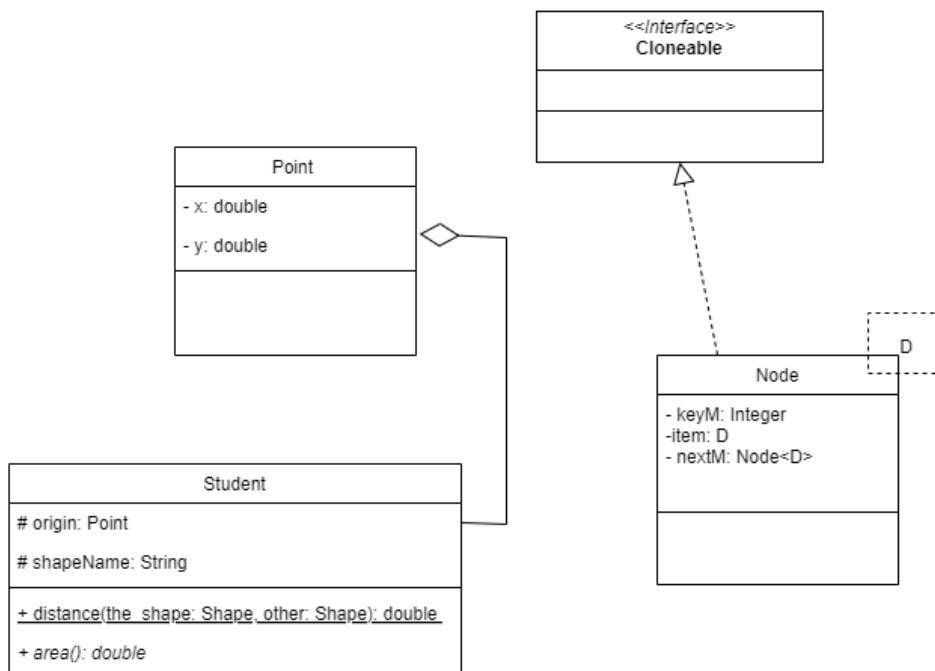 <<Interface>>
Cloneable
Point
- x: double
- y: double
D
Node
- keyM: Integer
-item: D
- nextM: Node<D>
Student
# origin: Point
# shapeName: String
+ distance(the_shape: Shape, other: Shape): double
+ area(): double